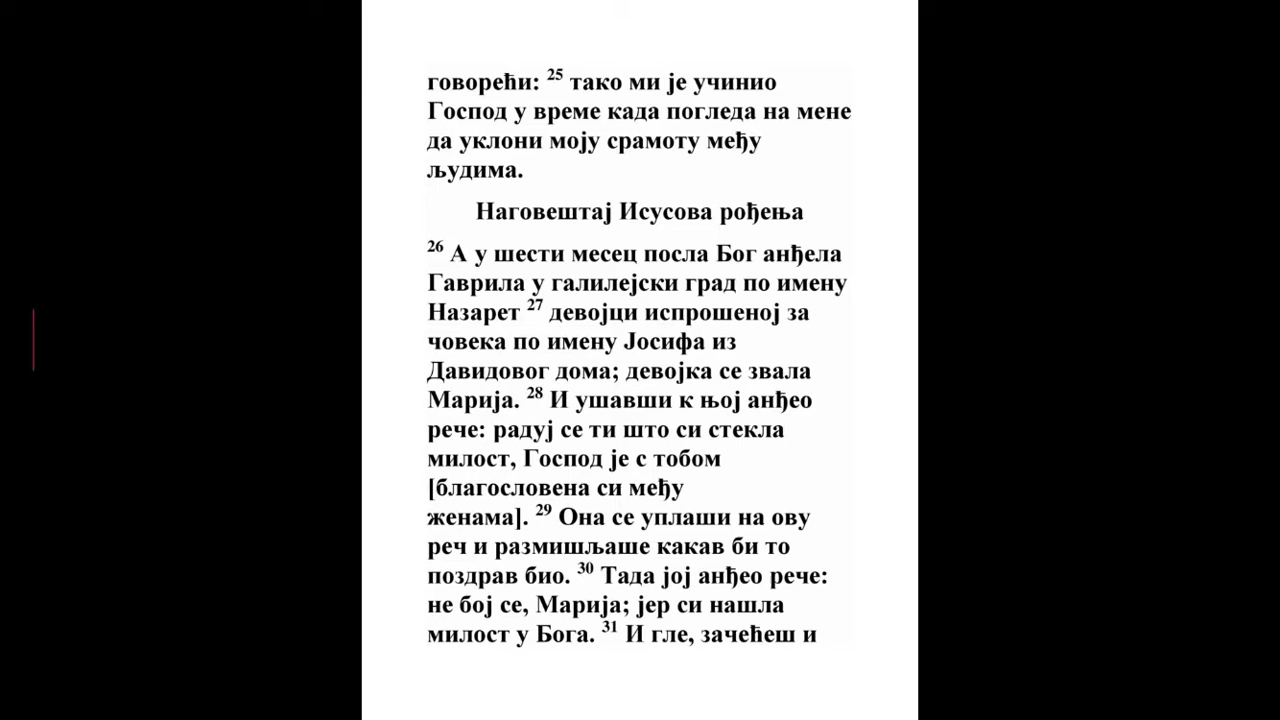 говорећи: 25 тако ми је учинио
Господ у време када погледа на мене
да уклони моју срамоту међу
људима.
Наговештај Исусова рођења
26 А у шести месец посла Бог анђела
Гаврила у галилејски град по имену
Назарет 27 девојци испрошеној за
човека по имену Јосифа из
Давидовог дома; девојка се звала
Марија. 28 И ушавши к њој анђео
рече: радуј се ти што си стекла
милост, Господ је с тобом
[благословена си међу
женама]. 29 Она се уплаши на ову
реч и размишљаше какав би то
поздрав био. 30 Тада јој анђео рече:
не бој се, Марија; јер си нашла
милост у Бога. 31 И гле, зачећеш и